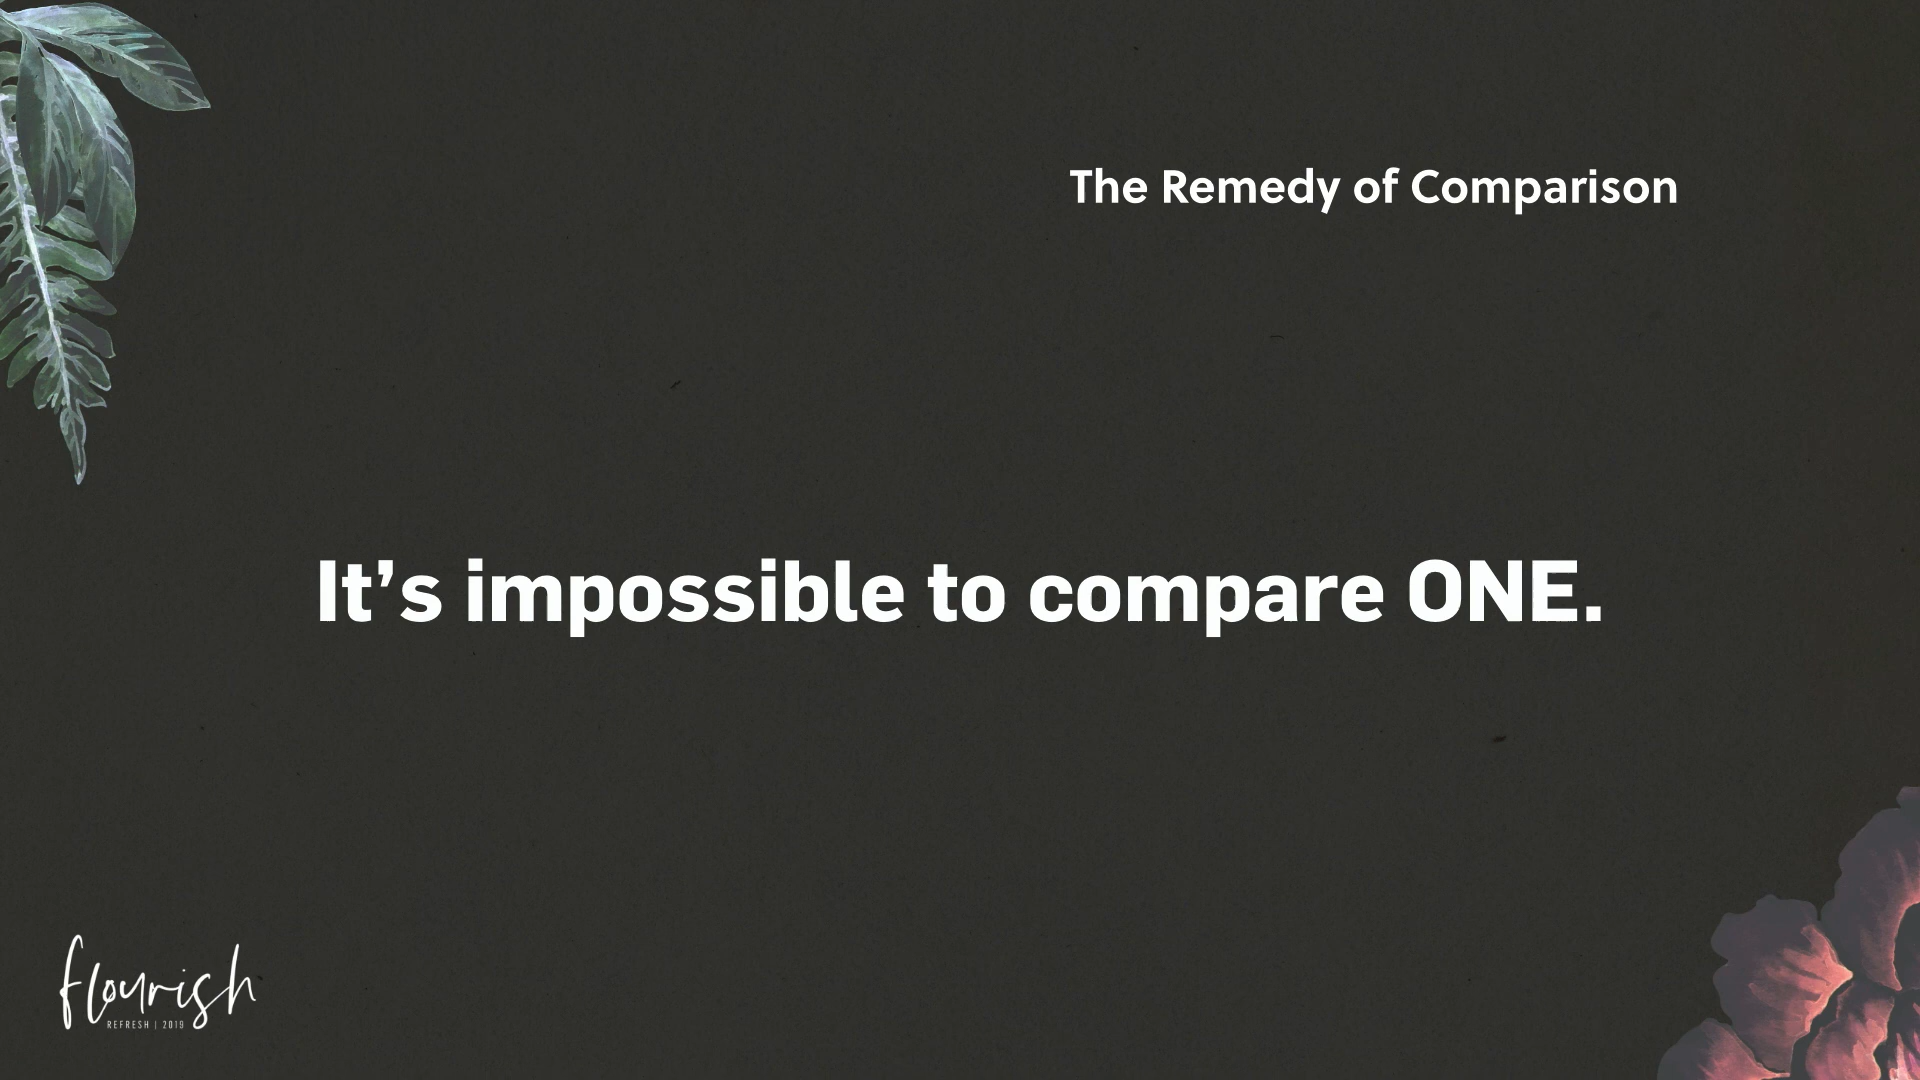 The Remedy of Comparison
It’s impossible to compare ONE.
flourish
REFRESH | 2019